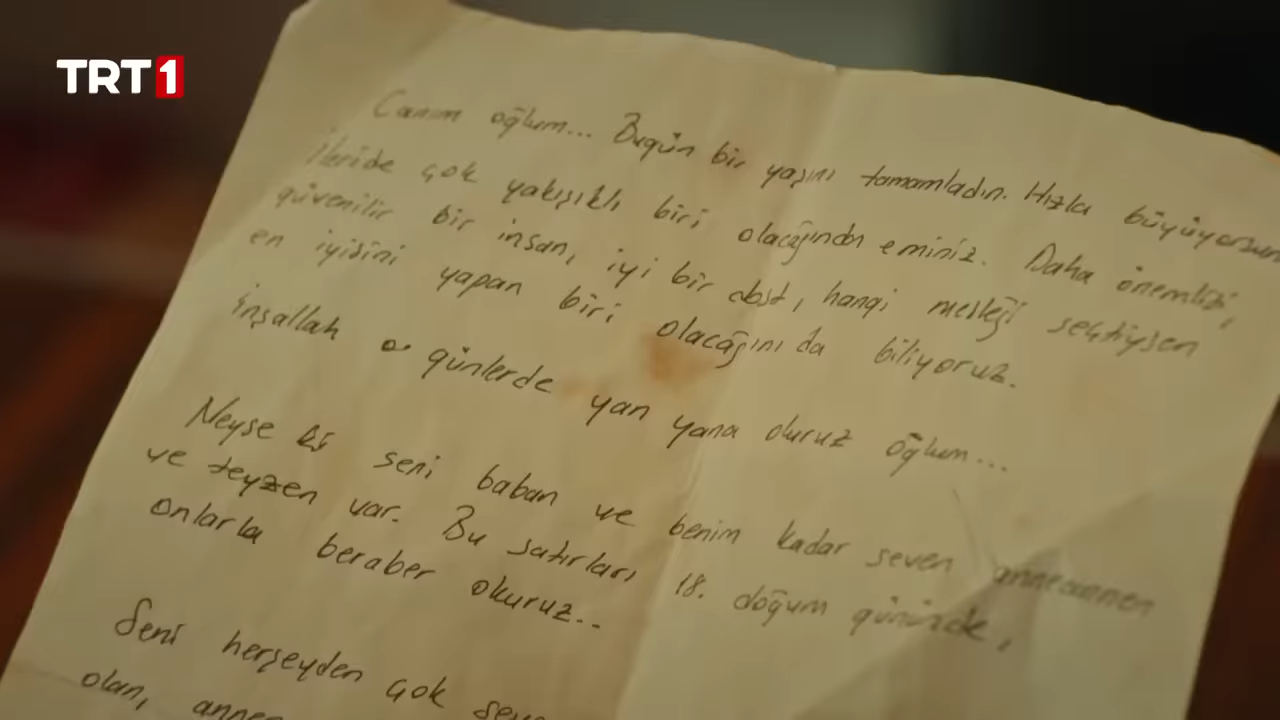 TRT 1
Canım oğlum... Bugün bir yaşını tamamladın. Hızla büyüyorsun
İleride çok yakışıklı biri olacağından eminiz. Daha önemlisi,
güvenilir bir insan, iyi bir dost, hangi mesleği seçtiysen
en iyisini yapan biri olacağını da biliyoruz.
İnşallah o günlerde yan yana oluruz oğlum...
Neyse ki seni baban ve benim kadar seven anneannen
ve teyzen var. Bu satırları 18. doğum gününde,
onlarla beraber okuruz..
Seni herşeyden çok
olan,